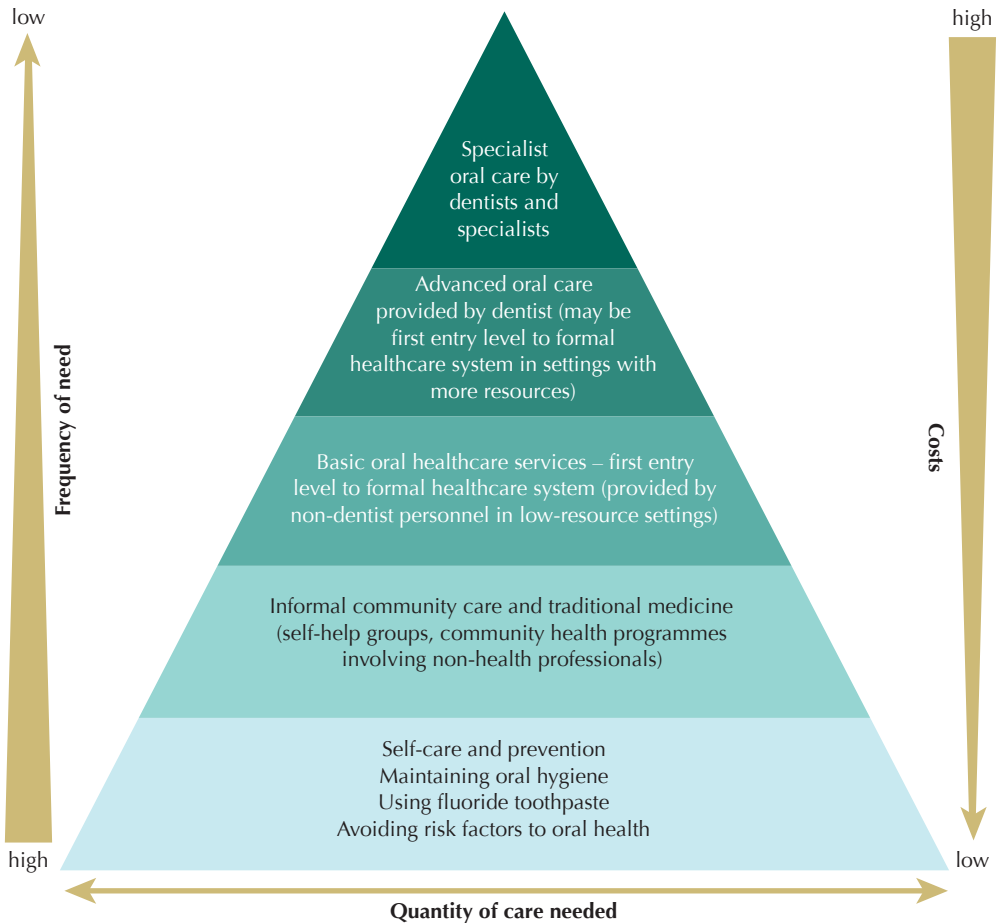 low
high
Specialist
oral care by
dentists and
specialists
Advanced oral care
provided by dentist (may be
first entry level to formal
healthcare system in settings with
more resources)
Frequency of need
Costs
Basic oral healthcare services – first entry
level to formal healthcare system (provided by
non-dentist personnel in low-resource settings)
Informal community care and traditional medicine
(self-help groups, community health programmes
involving non-health professionals)
Self-care and prevention
Maintaining oral hygiene
Using fluoride toothpaste
Avoiding risk factors to oral health
high
low
Quantity of care needed